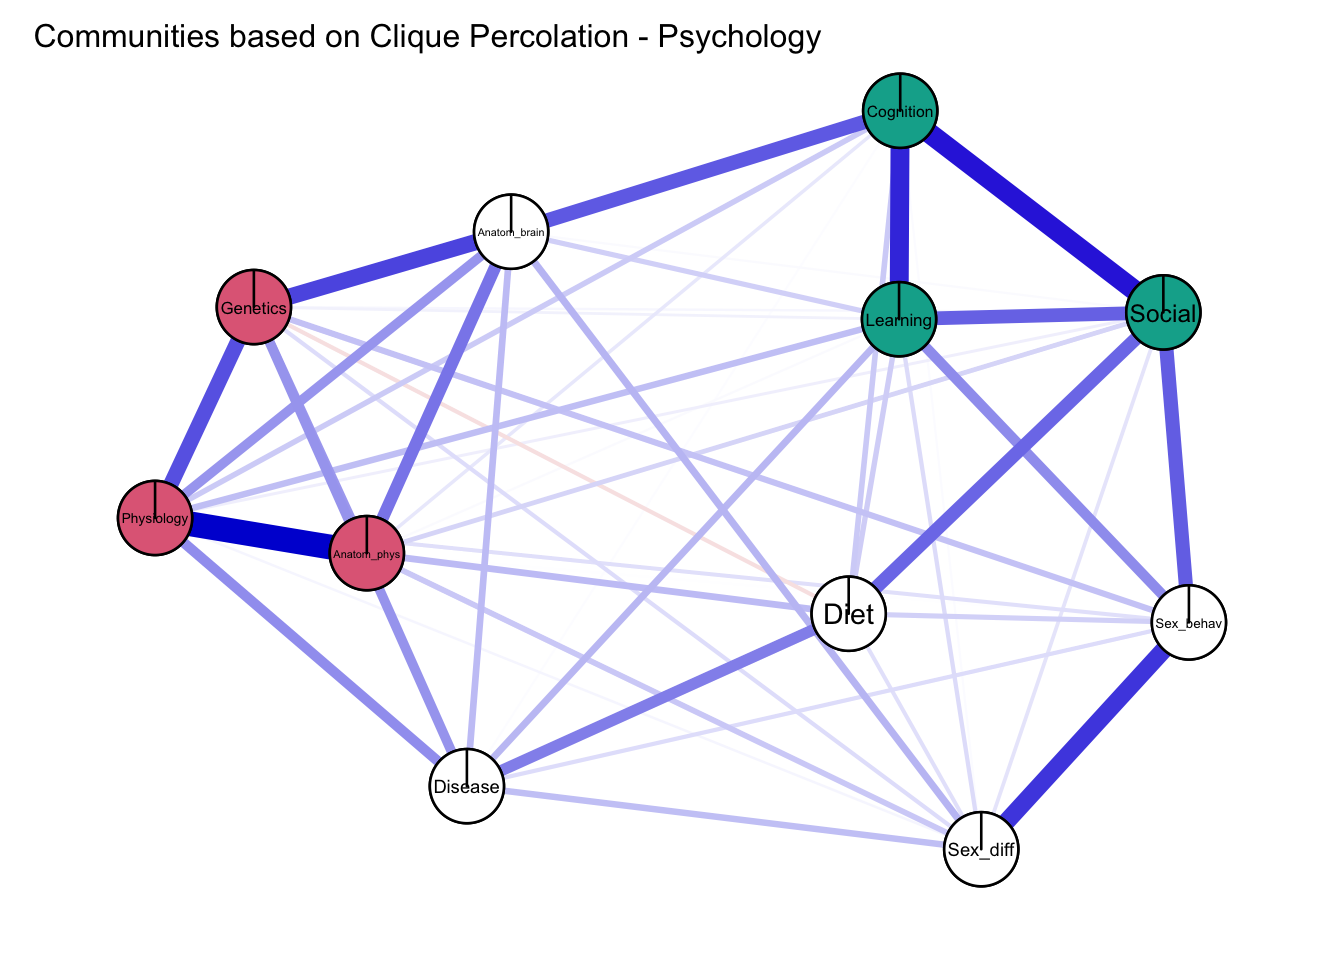 Communities based on Clique Percolation - Psychology
Cognition
Anatom_brain
Genetics
Learning
Social
Physiology
Anatom_phys
Diet
Sex_behav
Disease
Sex_diff